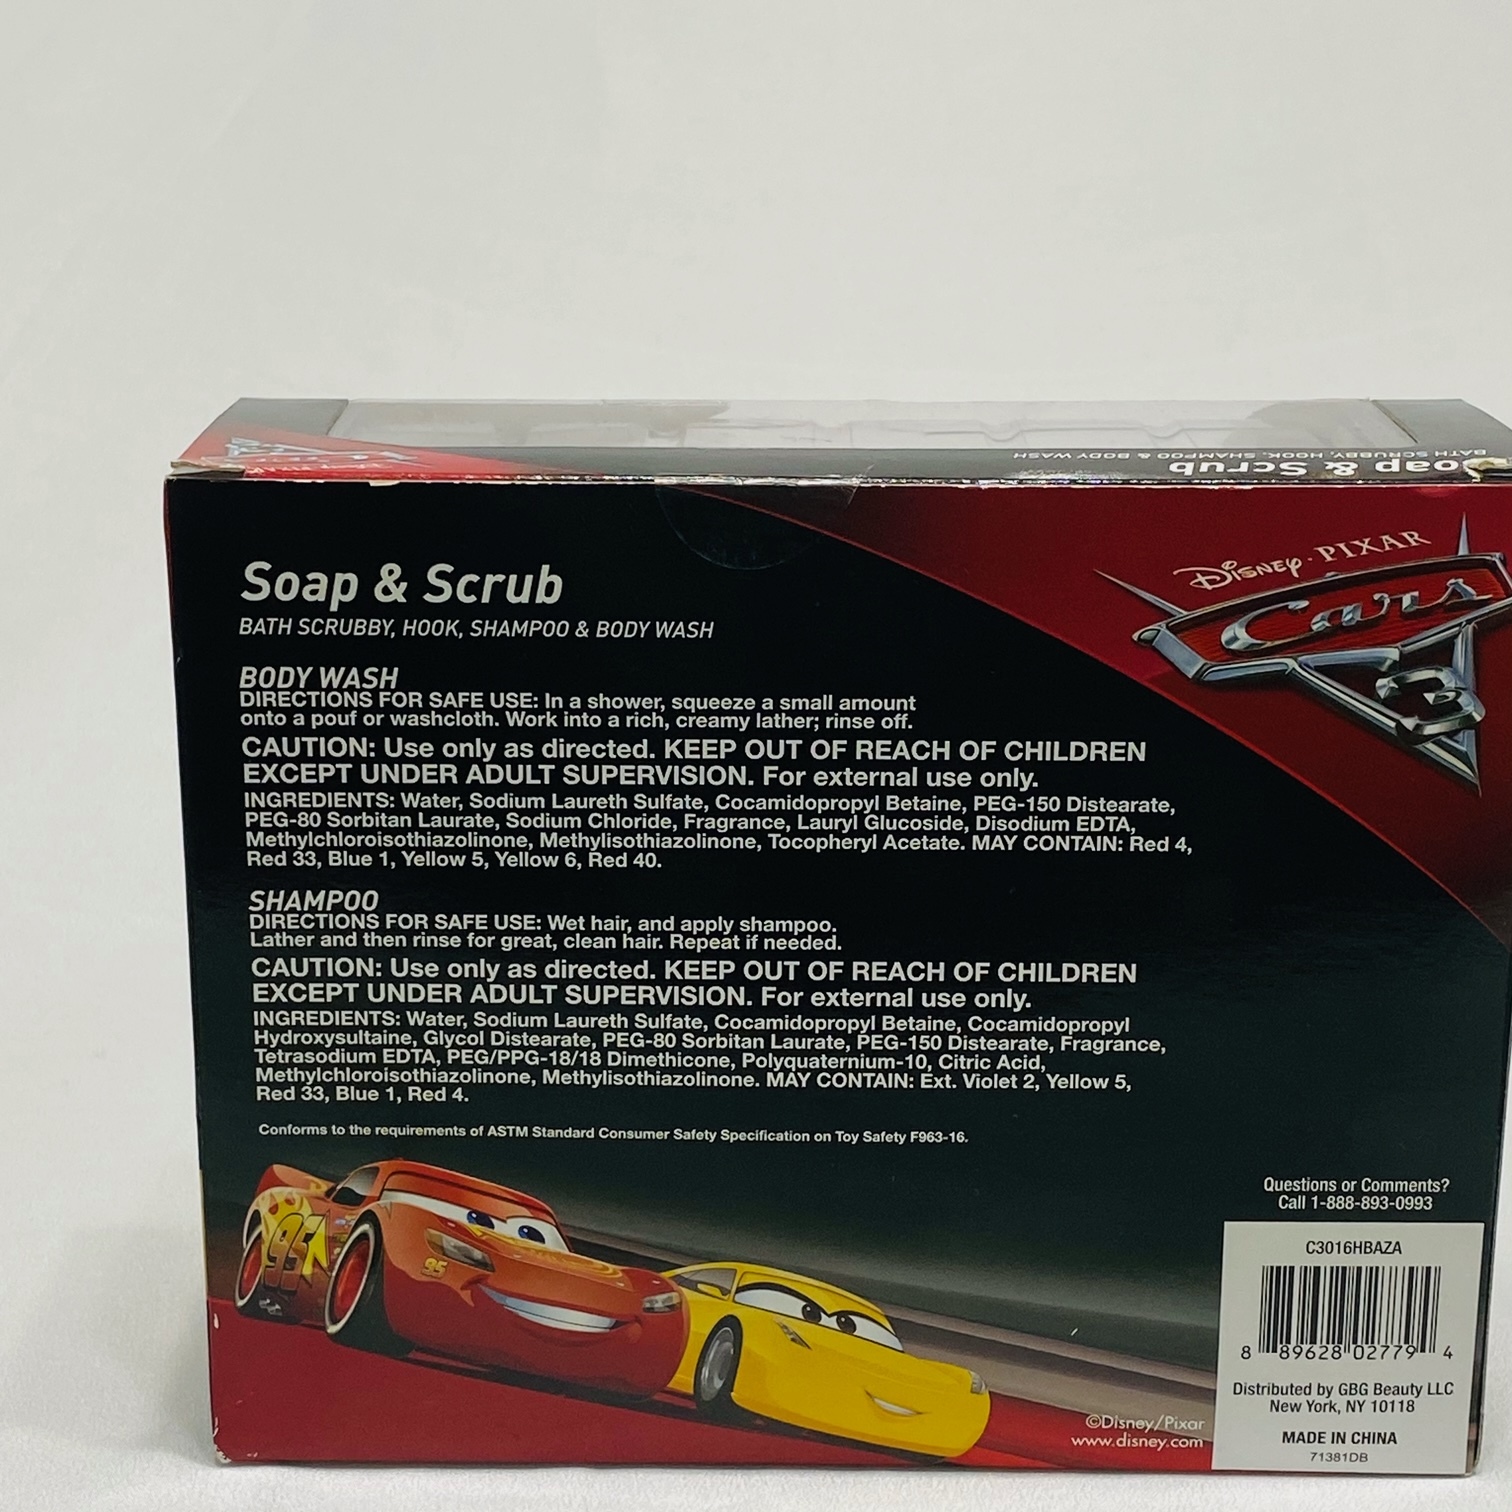 BATH SCRUBBY, HOOK, SHAMPOO & BODY WASH
Soap & Scrub
DISNEY · PIXAR
Cars
3
Soap & Scrub
BATH SCRUBBY, HOOK, SHAMPOO & BODY WASH
BODY WASH
DIRECTIONS FOR SAFE USE: In a shower, squeeze a small amount
onto a pouf or washcloth. Work into a rich, creamy lather; rinse off.
CAUTION: Use only as directed. KEEP OUT OF REACH OF CHILDREN
EXCEPT UNDER ADULT SUPERVISION. For external use only.
INGREDIENTS: Water, Sodium Laureth Sulfate, Cocamidopropyl Betaine, PEG-150 Distearate,
PEG-80 Sorbitan Laurate, Sodium Chloride, Fragrance, Lauryl Glucoside, Disodium EDTA,
Methylchloroisothiazolinone, Methylisothiazolinone, Tocopheryl Acetate. MAY CONTAIN: Red 4,
Red 33, Blue 1, Yellow 5, Yellow 6, Red 40.
SHAMPOO
DIRECTIONS FOR SAFE USE: Wet hair, and apply shampoo.
Lather and then rinse for great, clean hair. Repeat if needed.
CAUTION: Use only as directed. KEEP OUT OF REACH OF CHILDREN
EXCEPT UNDER ADULT SUPERVISION. For external use only.
INGREDIENTS: Water, Sodium Laureth Sulfate, Cocamidopropyl Betaine, Cocamidopropyl
Hydroxysultaine, Glycol Distearate, PEG-80 Sorbitan Laurate, PEG-150 Distearate, Fragrance,
Tetrasodium EDTA, PEG/PPG-18/18 Dimethicone, Polyquaternium-10, Citric Acid,
Methylchloroisothiazolinone, Methylisothiazolinone. MAY CONTAIN: Ext. Violet 2, Yellow 5,
Red 33, Blue 1, Red 4.
Conforms to the requirements of ASTM Standard Consumer Safety Specification on Toy Safety F963-16.
95
95
Questions or Comments?
Call 1-888-893-0993
C3016HBAZA
8 89628 02779 4
Distributed by GBG Beauty LLC
New York, NY 10118
MADE IN CHINA
71381DB
©Disney/Pixar
www.disney.com